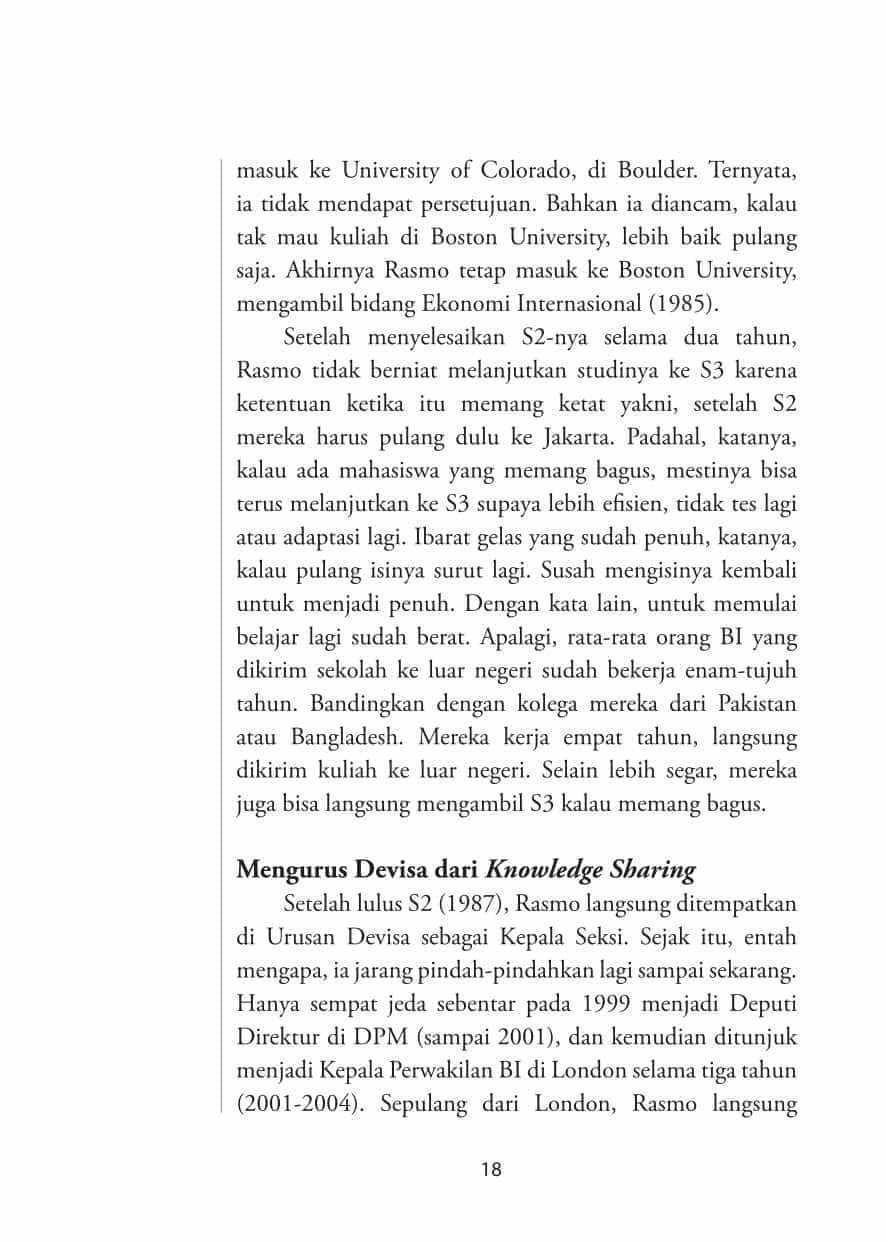 masuk ke University of Colorado, di Boulder. Ternyata,
ia tidak mendapat persetujuan. Bahkan ia diancam, kalau
tak mau kuliah di Boston University, lebih baik pulang
saja. Akhirnya Rasmo tetap masuk ke Boston University,
mengambil bidang Ekonomi Internasional (1985).
Setelah menyelesaikan S2-nya selama dua tahun,
Rasmo tidak berniat melanjutkan studinya ke S3 karena
ketentuan ketika itu memang ketat yakni, setelah S2
mereka harus pulang dulu ke Jakarta. Padahal, katanya,
kalau ada mahasiswa yang memang bagus, mestinya bisa
terus melanjutkan ke S3 supaya lebih efisien, tidak tes lagi
atau adaptasi lagi. Ibarat gelas yang sudah penuh, katanya,
kalau pulang isinya surut lagi. Susah mengisinya kembali
untuk menjadi penuh. Dengan kata lain, untuk memulai
belajar lagi sudah berat. Apalagi, rata-rata orang BI yang
dikirim sekolah ke luar negeri sudah bekerja enam-tujuh
tahun. Bandingkan dengan kolega mereka dari Pakistan
atau Bangladesh. Mereka kerja empat tahun, langsung
dikirim kuliah ke luar negeri. Selain lebih segar, mereka
juga bisa langsung mengambil S3 kalau memang bagus.
Mengurus Devisa dari Knowledge Sharing
Setelah lulus S2 (1987), Rasmo langsung ditempatkan
di Urusan Devisa sebagai Kepala Seksi. Sejak itu, entah
mengapa, ia jarang pindah-pindahkan lagi sampai sekarang.
Hanya sempat jeda sebentar pada 1999 menjadi Deputi
Direktur di DPM (sampai 2001), dan kemudian ditunjuk
menjadi Kepala Perwakilan BI di London selama tiga tahun
(2001-2004). Sepulang dari London, Rasmo langsung
18